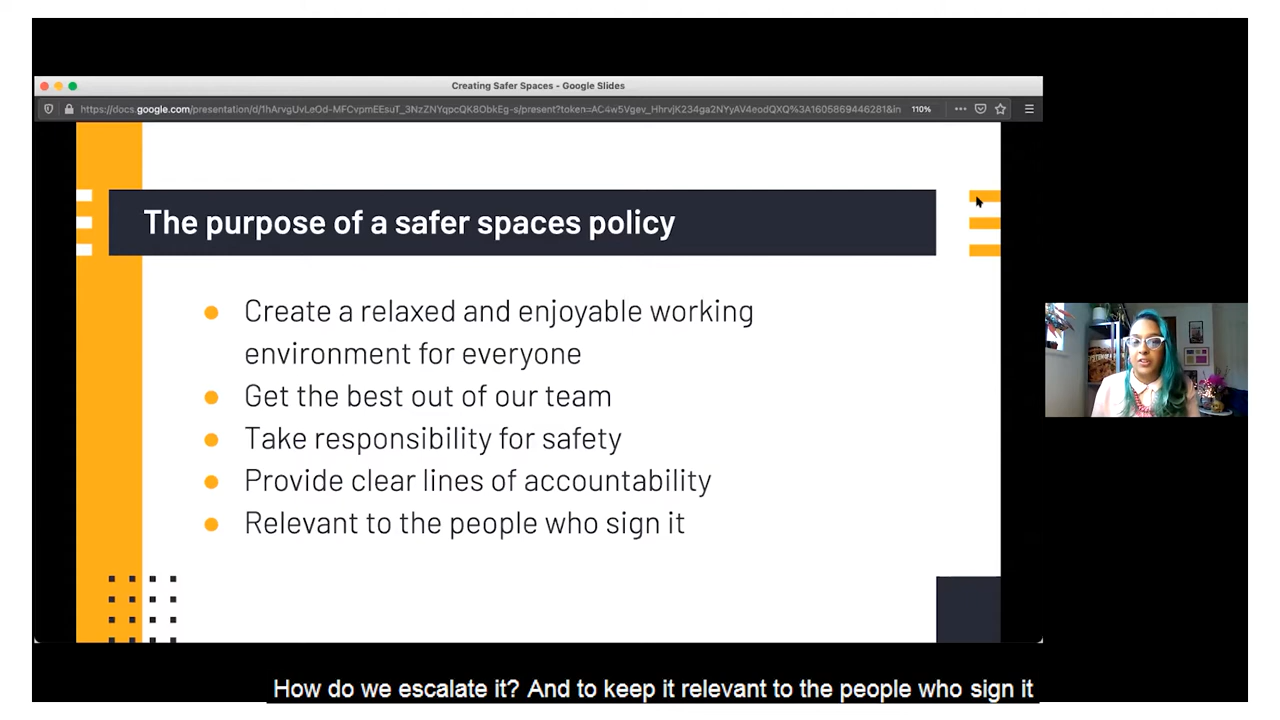 Creating Safer Spaces - Google Slides
https://docs.google.com/presentation/d/1hArvgUvLeOd-MFCvpmEEsuT_3NzZNYqpcQK8ObkEg-s/present?token=AC4w5Vgev_HhrvjK234ga2NYyAV4eodQXQ%3A1605869446281&in 110%
The purpose of a safer spaces policy
Create a relaxed and enjoyable working
environment for everyone
Get the best out of our team
Take responsibility for safety
Provide clear lines of accountability
Relevant to the people who sign it
How do we escalate it? And to keep it relevant to the people who sign it